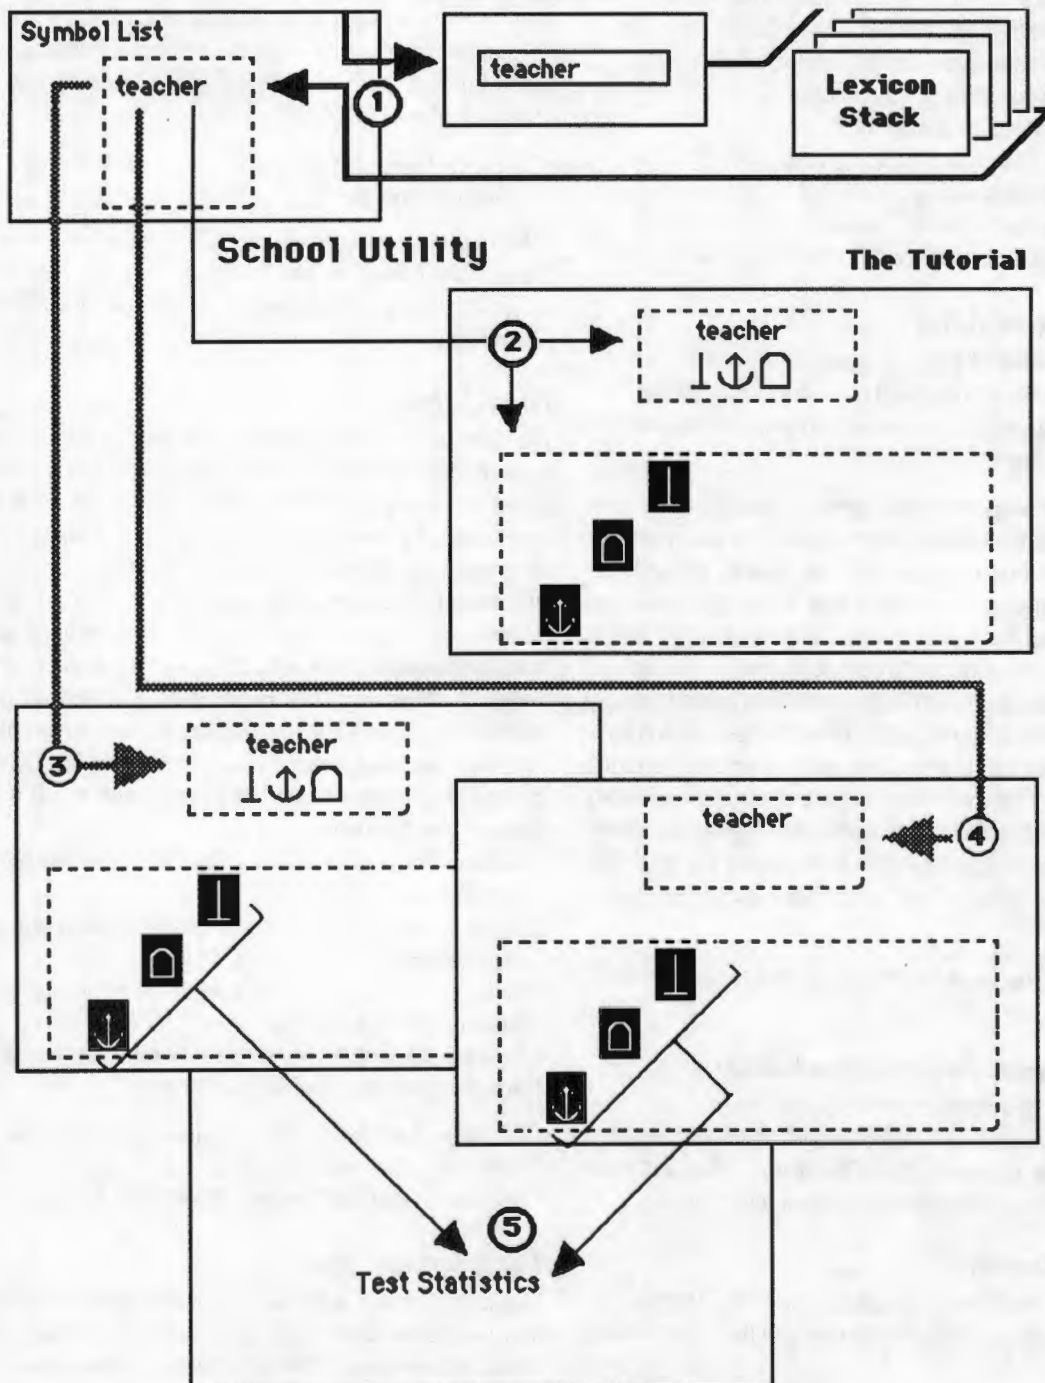 Symbol List
teacher
1
teacher
Lexicon
Stack
School Utility
The Tutorial
2
teacher
3
teacher
4
teacher
5
Test Statistics